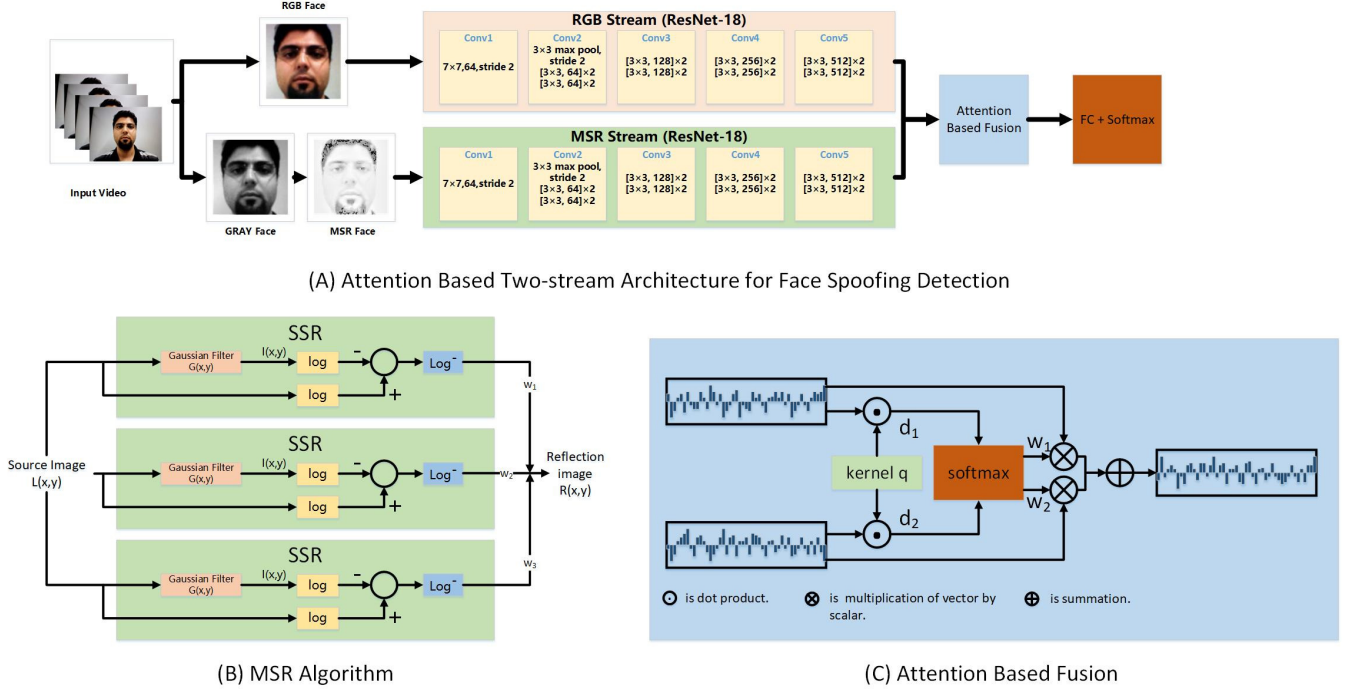 RGB Face
RGB Stream (ResNet-18)
Conv1
7×7,64,stride 2
Conv2
3×3 max pool,
stride 2
[3×3, 64]×2
[3×3, 64]×2
Conv3
[3×3, 128]×2
[3×3, 128]×2
Conv4
[3×3, 256]×2
[3×3, 256]×2
Conv5
[3×3, 512]×2
[3×3, 512]×2
Input Video
GRAY Face
MSR Face
MSR Stream (ResNet-18)
Conv1
7×7,64,stride 2
Conv2
3×3 max pool,
stride 2
[3×3, 64]×2
[3×3, 64]×2
Conv3
[3×3, 128]×2
[3×3, 128]×2
Conv4
[3×3, 256]×2
[3×3, 256]×2
Conv5
[3×3, 512]×2
[3×3, 512]×2
Attention
Based Fusion
FC + Softmax
(A) Attention Based Two-stream Architecture for Face Spoofing Detection
Source Image
L(x,y)
SSR
Gaussian Filter
G(x,y)
I(x,y)
log
−
Log⁻
log
+
w₁
SSR
Gaussian Filter
G(x,y)
I(x,y)
log
−
Log⁻
log
+
w₂
SSR
Gaussian Filter
G(x,y)
I(x,y)
log
−
Log⁻
log
+
w₃
Reflection
image
R(x,y)
(B) MSR Algorithm
d₁
kernel q
d₂
softmax
w₁
w₂
is dot product.
is multiplication of vector by
scalar.
is summation.
(C) Attention Based Fusion